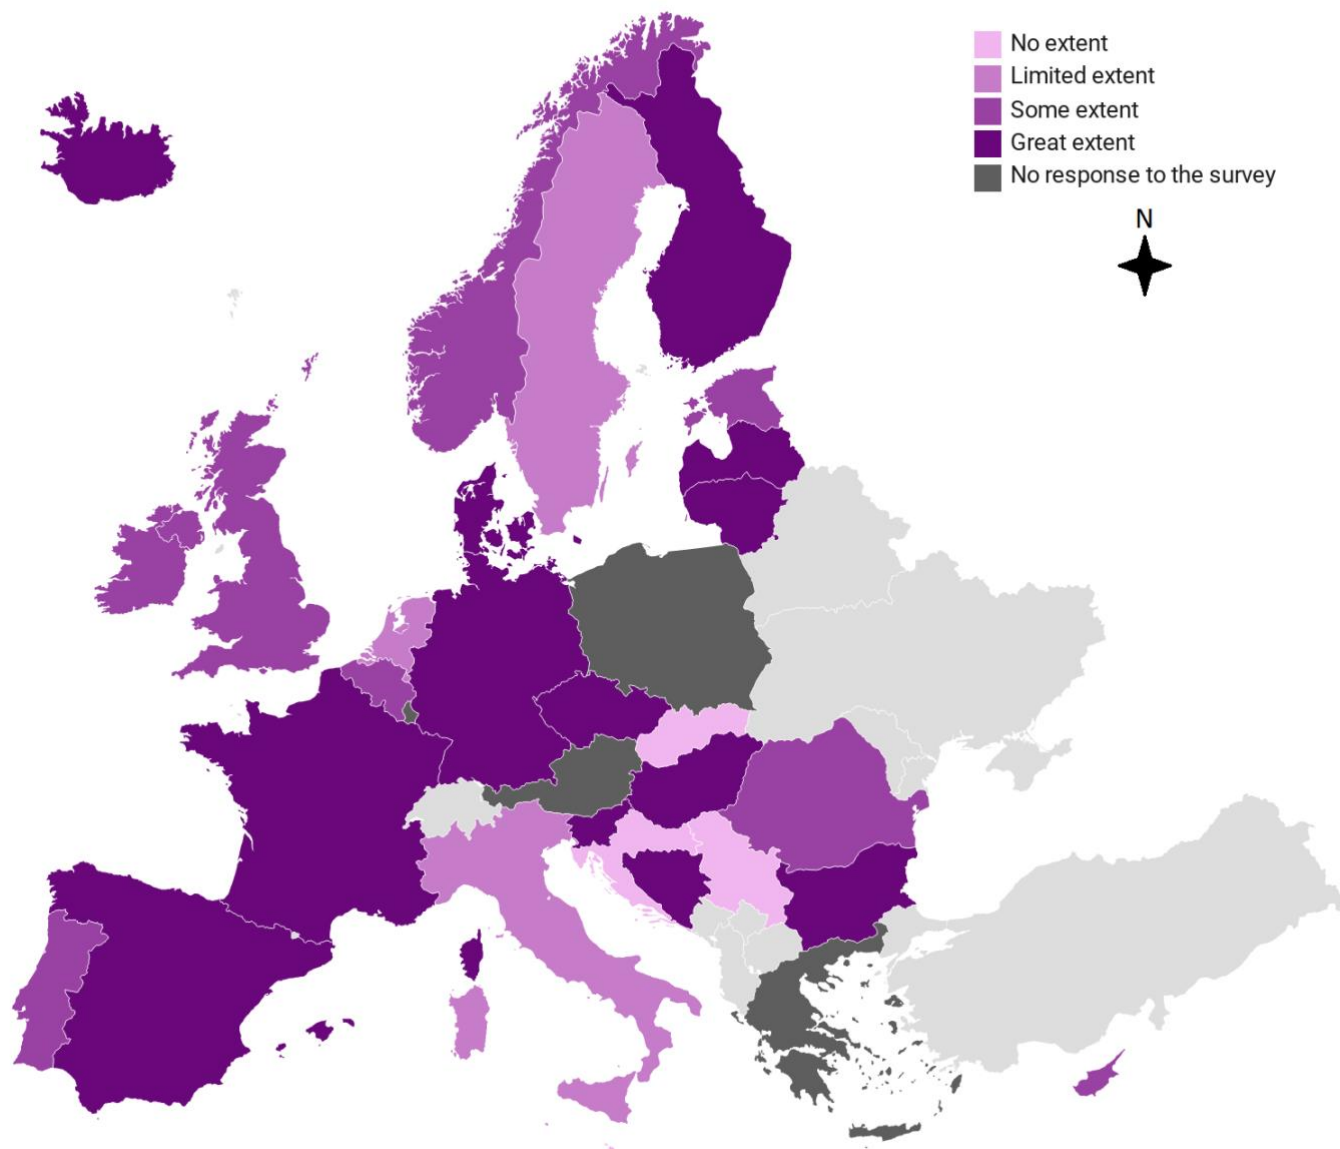 No extent
Limited extent
Some extent
Great extent
No response to the survey
N